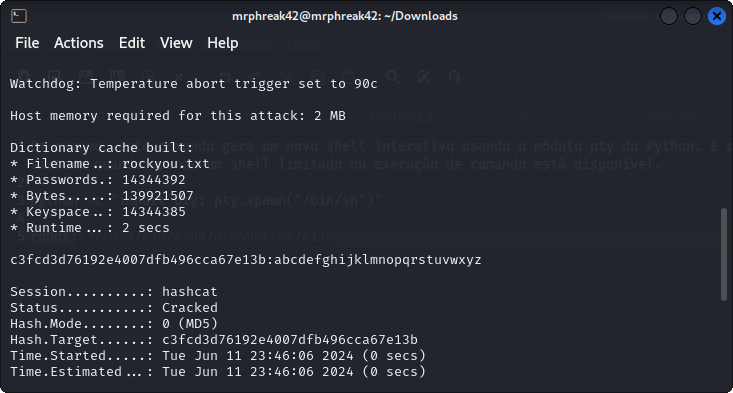 mrphreak42@mrphreak42: ~/Downloads
File Actions Edit View Help
Watchdog: Temperature abort trigger set to 90c
Host memory required for this attack: 2 MB
Dictionary cache built:
* Filename..: rockyou.txt
* Passwords.: 14344392
* Bytes.....: 139921507
* Keyspace..: 14344385
* Runtime...: 2 secs
c3fcd3d76192e4007dfb496cca67e13b:abcdefghijklmnopqrstuvwxyz
Session..........: hashcat
Status...........: Cracked
Hash.Mode........: 0 (MD5)
Hash.Target......: c3fcd3d76192e4007dfb496cca67e13b
Time.Started.....: Tue Jun 11 23:46:06 2024 (0 secs)
Time.Estimated...: Tue Jun 11 23:46:06 2024 (0 secs)